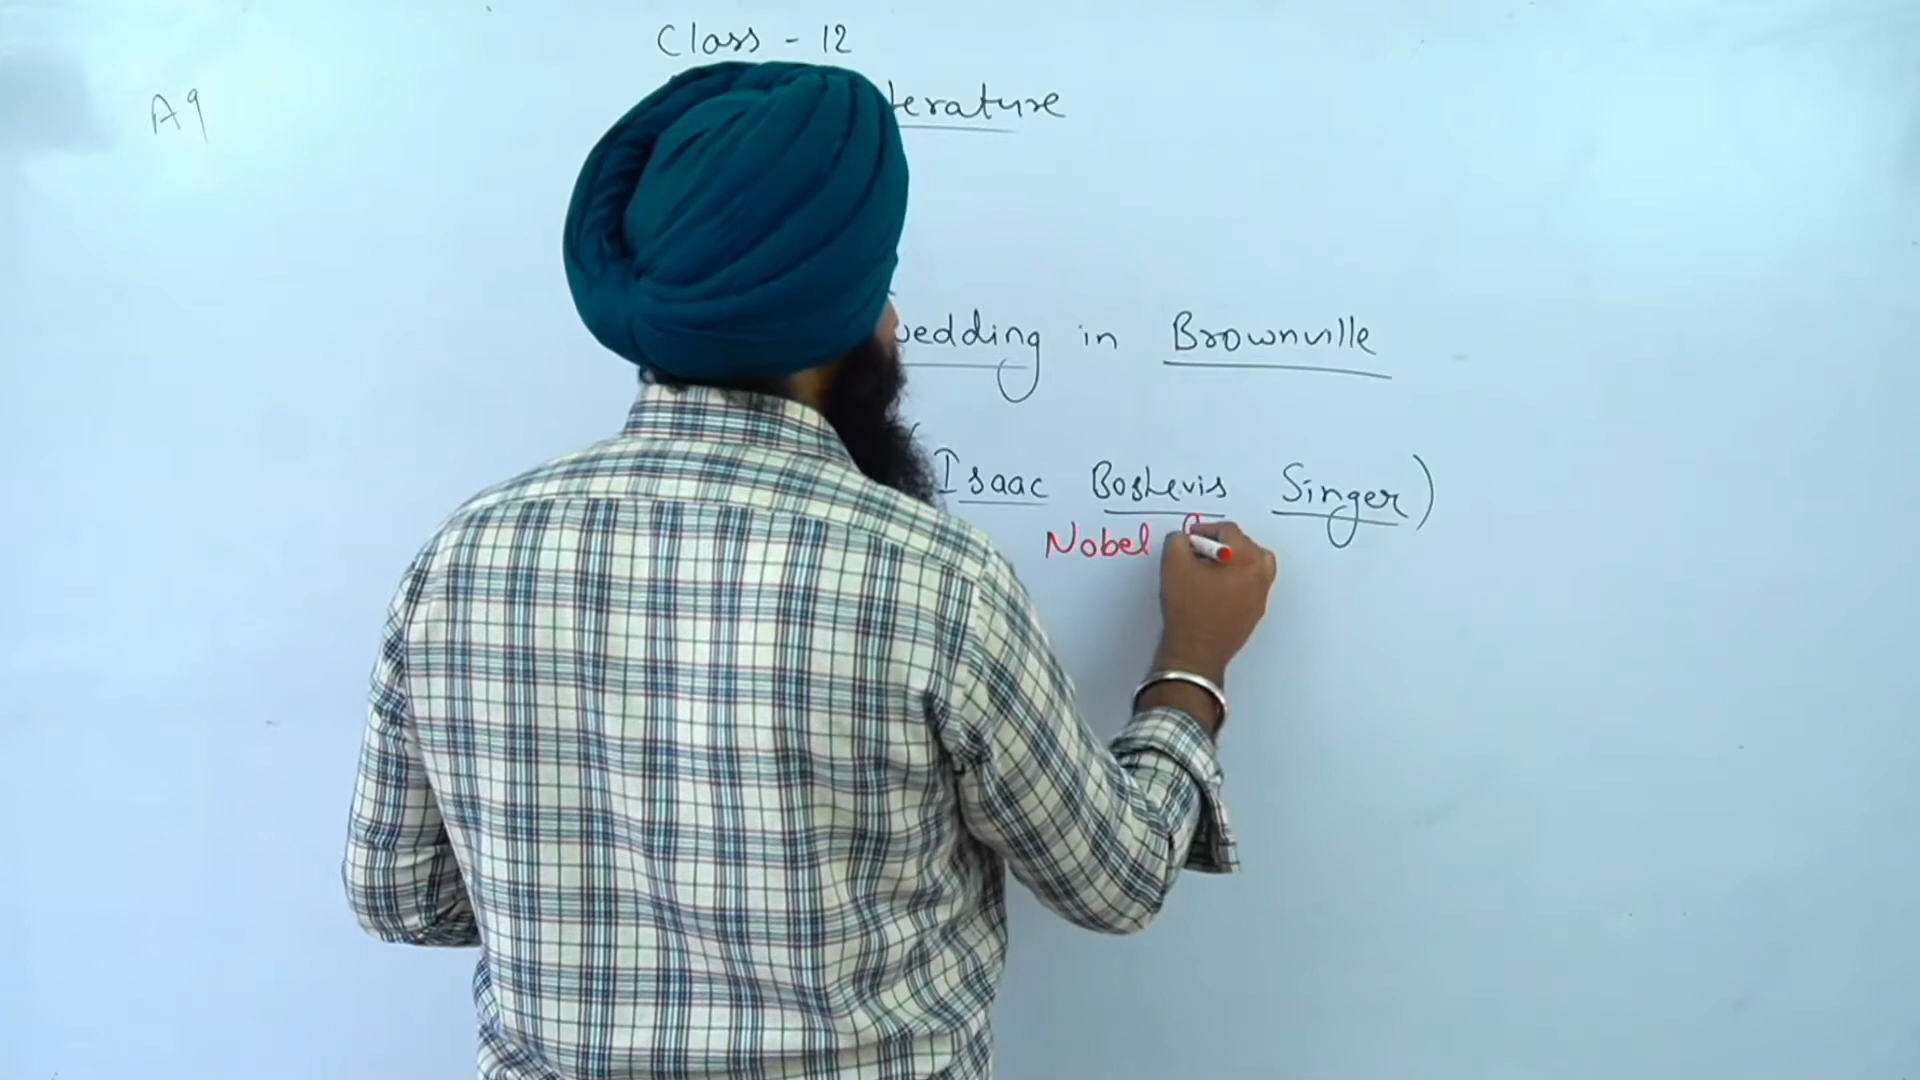 Class - 12
A9
terature
wedding in Brownville
(Isaac Boshevis Singer)
Nobel P